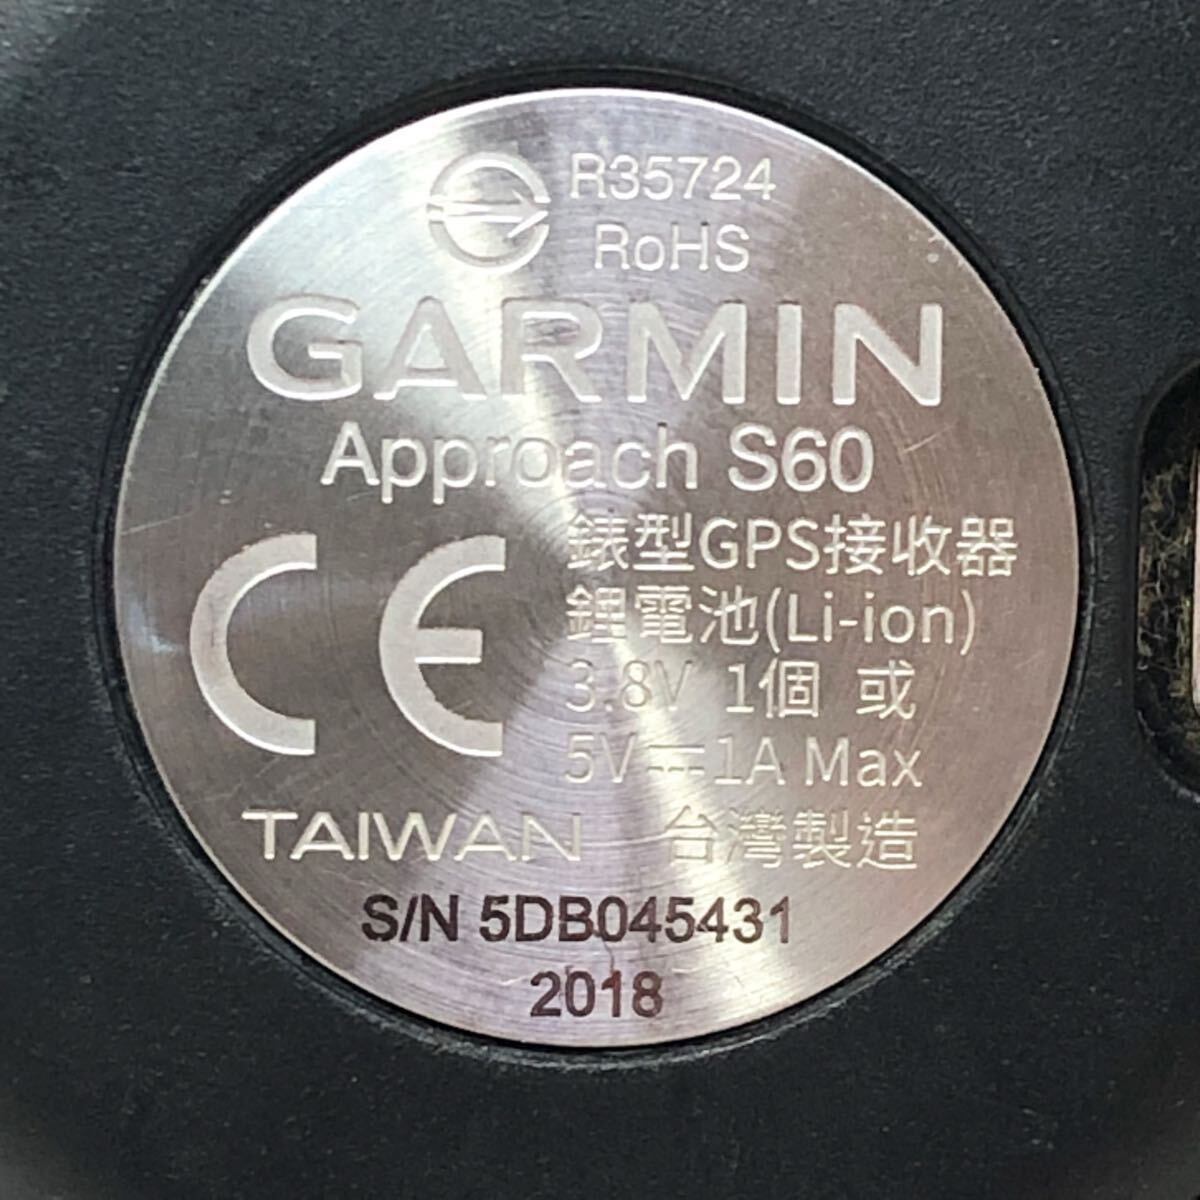 R35724
RoHS
GARMIN
Approach S60
CE
錶型GPS接收器
鋰電池(Li-ion)
3.8V 1個 或
5V⎓1A Max
TAIWAN 台灣製造
S/N 5DB045431
2018